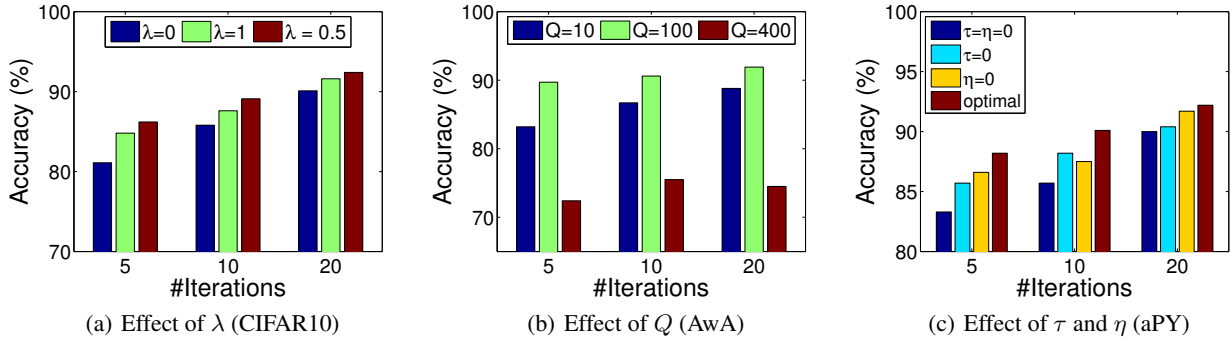 100
90
80
70
Accuracy (%)
λ=0 λ=1 λ = 0.5
5 10 20
#Iterations
(a) Effect of λ (CIFAR10)
100
90
80
70
Accuracy (%)
Q=10 Q=100 Q=400
5 10 20
#Iterations
(b) Effect of Q (AwA)
100
95
90
85
80
Accuracy (%)
τ=η=0
τ=0
η=0
optimal
5 10 20
#Iterations
(c) Effect of τ and η (aPY)